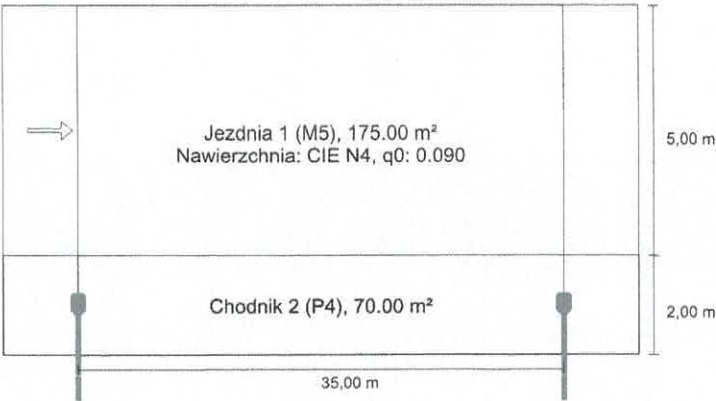 Jezdnia 1 (M5), 175.00 m²
Nawierzchnia: CIE N4, q0: 0.090
5,00 m
Chodnik 2 (P4), 70.00 m²
2,00 m
35,00 m